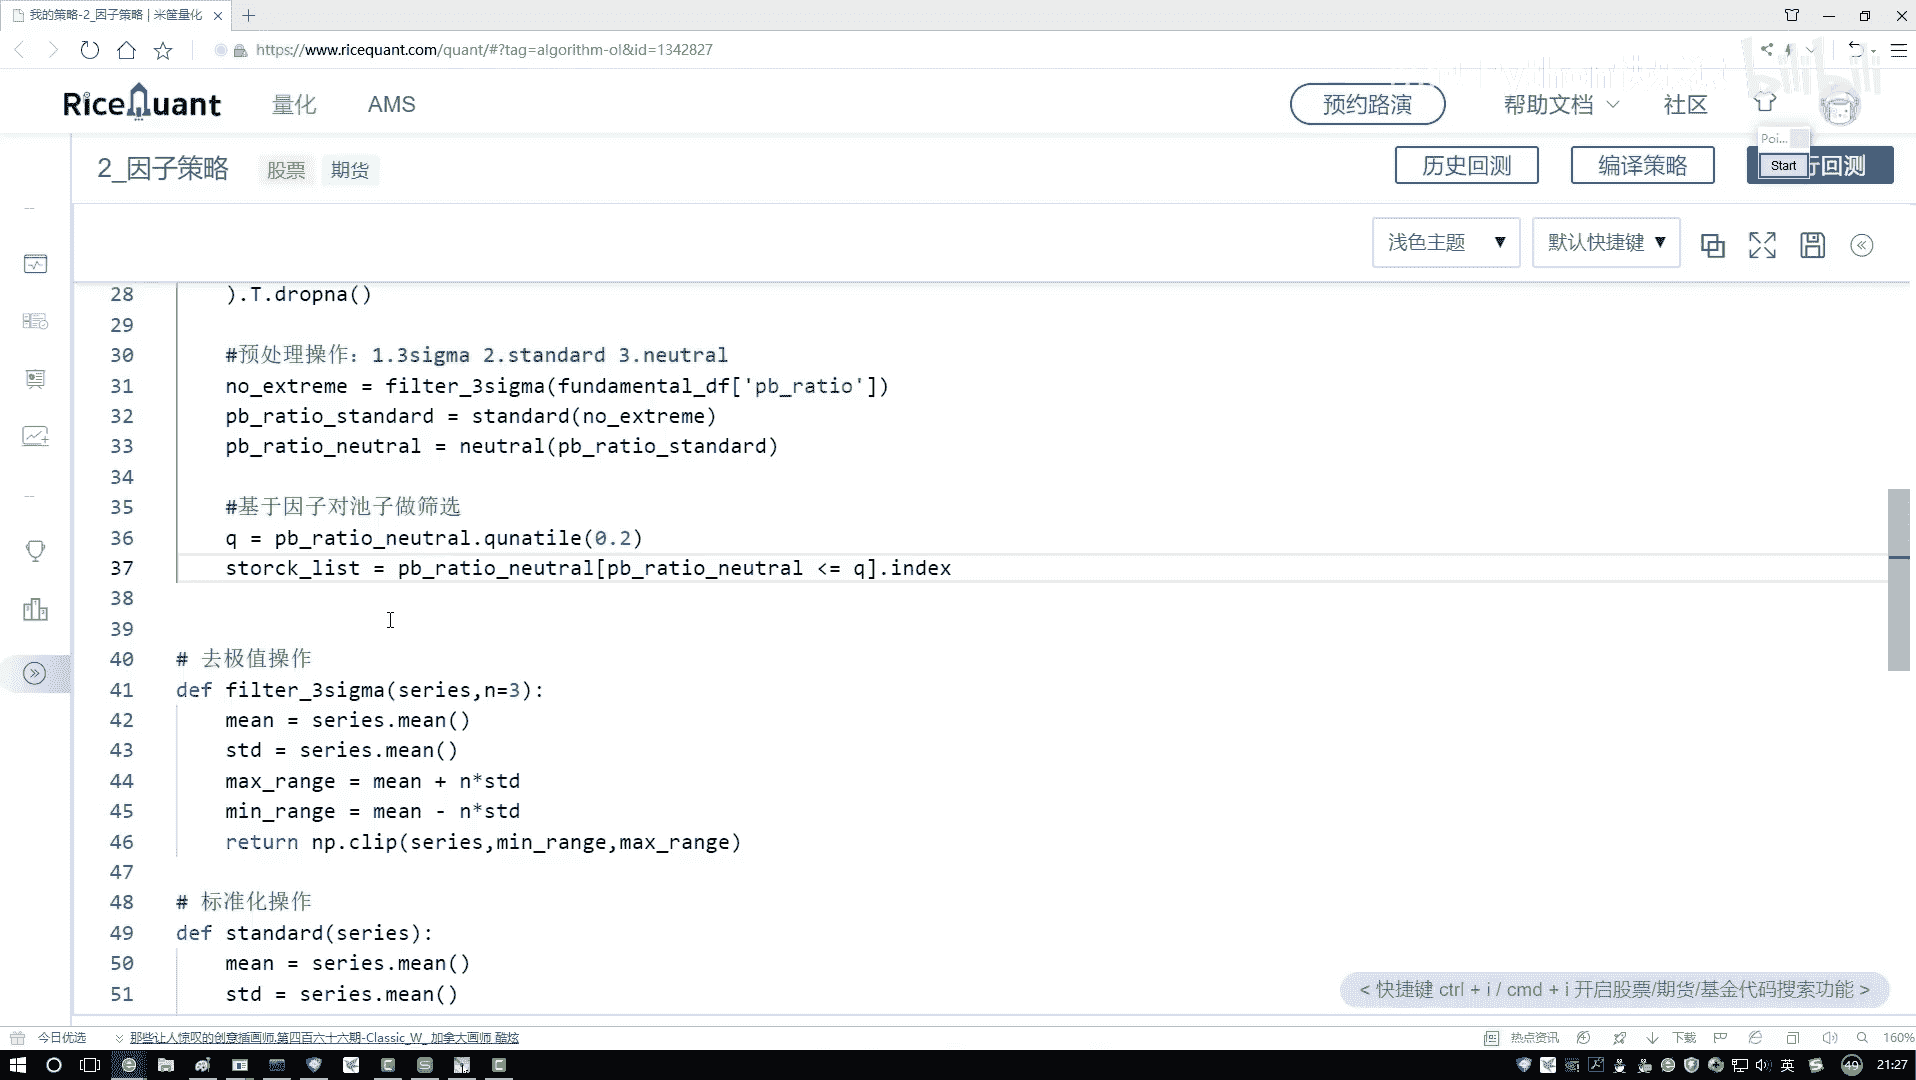 我的策略-2_因子策略 | 米筐量化
https://www.ricequant.com/quant/#?tag=algorithm-ol&id=1342827
RiceQuant
量化
AMS
预约路演
帮助文档
社区
bilibili
Poi...
2_因子策略
股票
期货
历史回测
编译策略
Start
行回测
浅色主题
默认快捷键
28 ).T.dropna()
29
30 #预处理操作：1.3sigma 2.standard 3.neutral
31 no_extreme = filter_3sigma(fundamental_df['pb_ratio'])
32 pb_ratio_standard = standard(no_extreme)
33 pb_ratio_neutral = neutral(pb_ratio_standard)
34
35 #基于因子对池子做筛选
36 q = pb_ratio_neutral.qunatile(0.2)
37 storck_list = pb_ratio_neutral[pb_ratio_neutral <= q].index
38
39
40 # 去极值操作
41 def filter_3sigma(series,n=3):
42 mean = series.mean()
43 std = series.mean()
44 max_range = mean + n*std
45 min_range = mean - n*std
46 return np.clip(series,min_range,max_range)
47
48 # 标准化操作
49 def standard(series):
50 mean = series.mean()
51 std = series.mean()
< 快捷键 ctrl + i / cmd + i 开启股票/期货/基金代码搜索功能 >
今日优选
那些让人惊叹的创意插画师.第四百六十六期-Classic_W_ 加拿大画师 酷炫
热点资讯
下载
160%
英
49
21:27